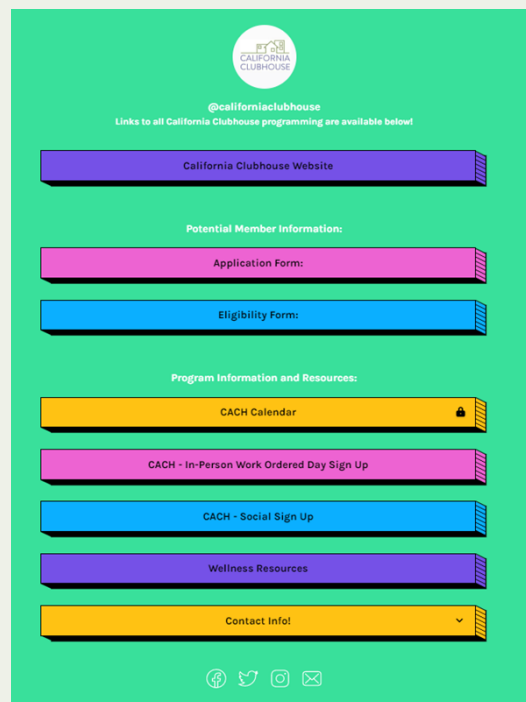 CALIFORNIA
CLUBHOUSE
@californiaclubhouse
Links to all California Clubhouse programming are available below!
California Clubhouse Website
Potential Member Information:
Application Form:
Eligibility Form:
Program Information and Resources:
CACH Calendar
CACH - In-Person Work Ordered Day Sign Up
CACH - Social Sign Up
Wellness Resources
Contact Info!